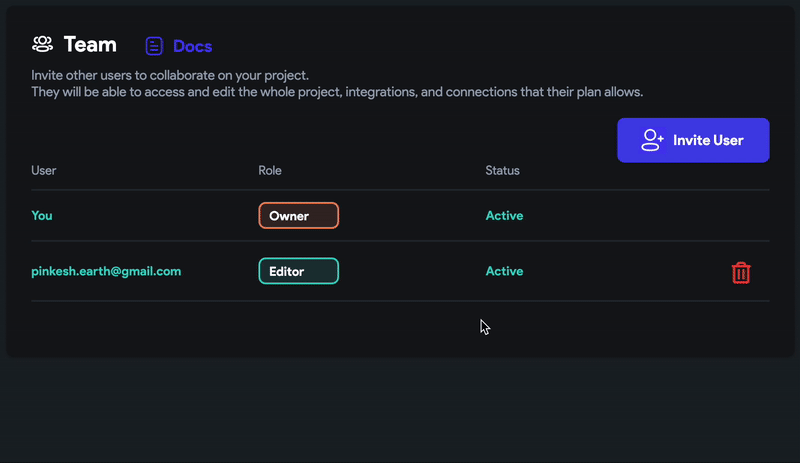 Team Docs
Invite other users to collaborate on your project.
They will be able to access and edit the whole project, integrations, and connections that their plan allows.
Invite User
User Role Status
You Owner Active
pinkesh.earth@gmail.com Editor Active